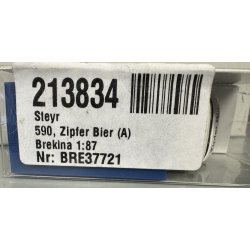 213834
Steyr
590, Zipfer Bier (A)
Brekina 1:87
Nr: BRE37721